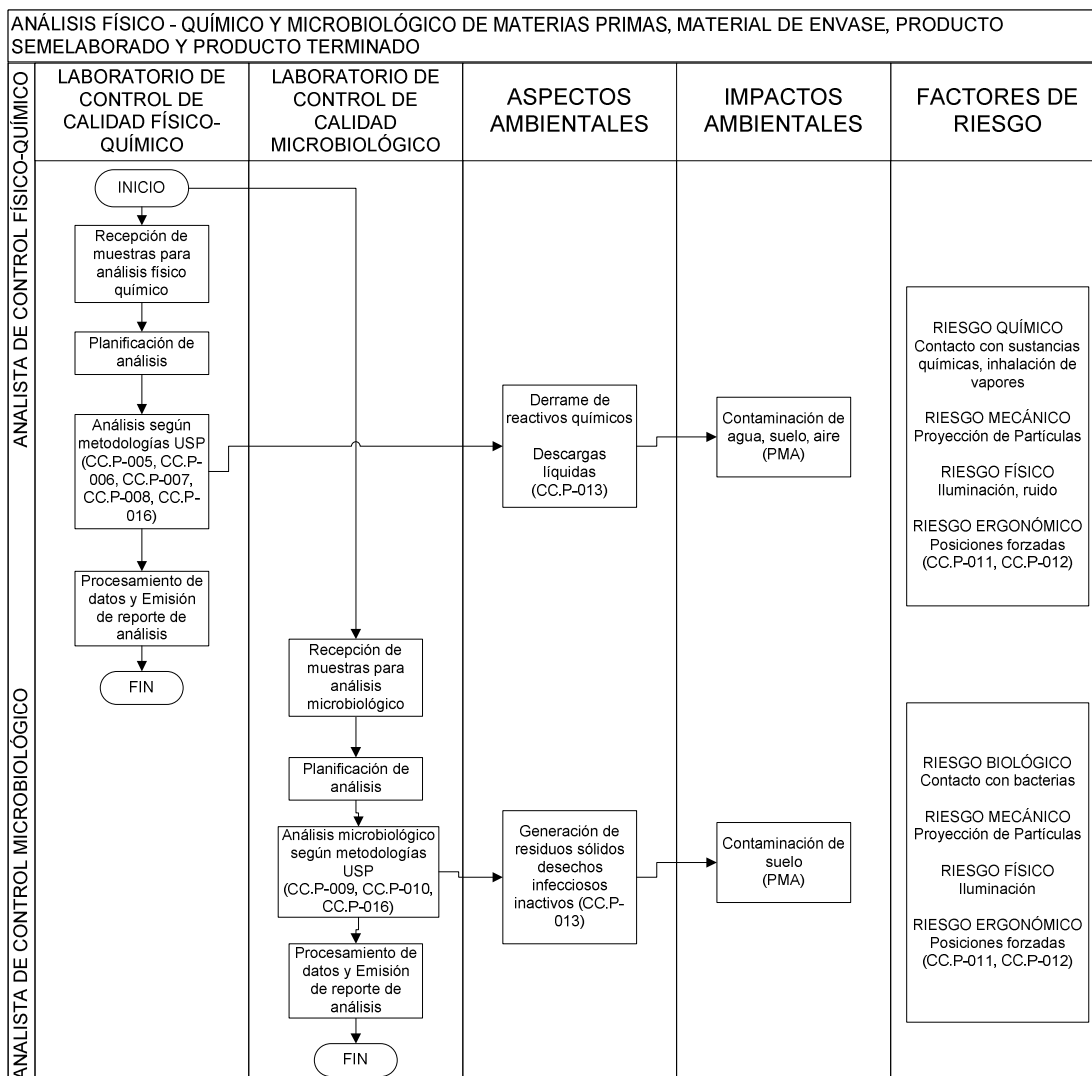 ANÁLISIS FÍSICO - QUÍMICO Y MICROBIOLÓGICO DE MATERIAS PRIMAS, MATERIAL DE ENVASE, PRODUCTO
SEMELABORADO Y PRODUCTO TERMINADO
ANALISTA DE CONTROL FÍSICO-QUÍMICO
LABORATORIO DE
CONTROL DE
CALIDAD FÍSICO-
QUÍMICO
LABORATORIO DE
CONTROL DE
CALIDAD
MICROBIOLÓGICO
ASPECTOS
AMBIENTALES
IMPACTOS
AMBIENTALES
FACTORES DE
RIESGO
INICIO
Recepción de
muestras para
análisis físico
químico
Planificación de
análisis
Análisis según
metodologías USP
(CC.P-005, CC.P-
006, CC.P-007,
CC.P-008, CC.P-
016)
Procesamiento de
datos y Emisión
de reporte de
análisis
FIN
Derrame de
reactivos químicos
Descargas
líquidas
(CC.P-013)
Contaminación de
agua, suelo, aire
(PMA)
RIESGO QUÍMICO
Contacto con sustancias
químicas, inhalación de
vapores
RIESGO MECÁNICO
Proyección de Partículas
RIESGO FÍSICO
Iluminación, ruido
RIESGO ERGONÓMICO
Posiciones forzadas
(CC.P-011, CC.P-012)
ANALISTA DE CONTROL MICROBIOLÓGICO
Recepción de
muestras para
análisis
microbiológico
Planificación de
análisis
Análisis microbiológico
según metodologías
USP
(CC.P-009, CC.P-010,
CC.P-016)
Procesamiento de
datos y Emisión
de reporte de
análisis
FIN
Generación de
residuos sólidos
desechos
infecciosos
inactivos (CC.P-
013)
Contaminación de
suelo
(PMA)
RIESGO BIOLÓGICO
Contacto con bacterias
RIESGO MECÁNICO
Proyección de Partículas
RIESGO FÍSICO
Iluminación
RIESGO ERGONÓMICO
Posiciones forzadas
(CC.P-011, CC.P-012)